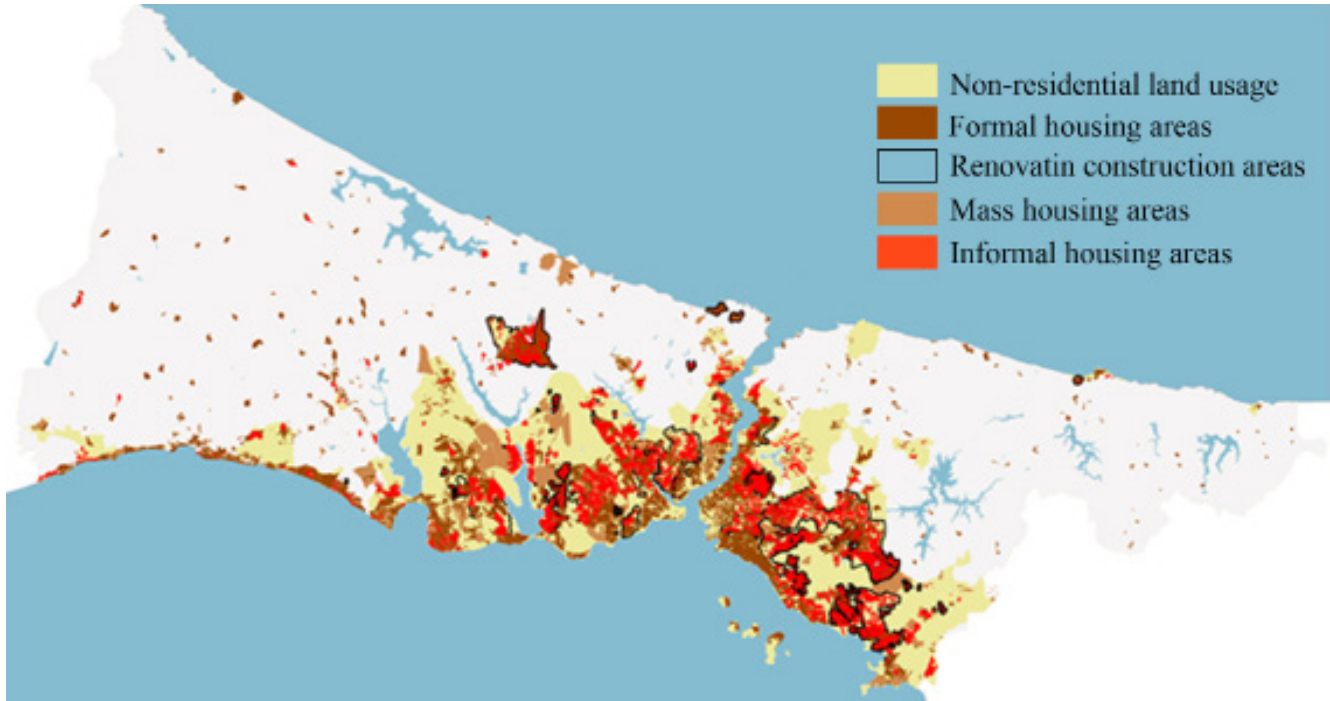 Non-residential land usage
Formal housing areas
Renovatin construction areas
Mass housing areas
Informal housing areas